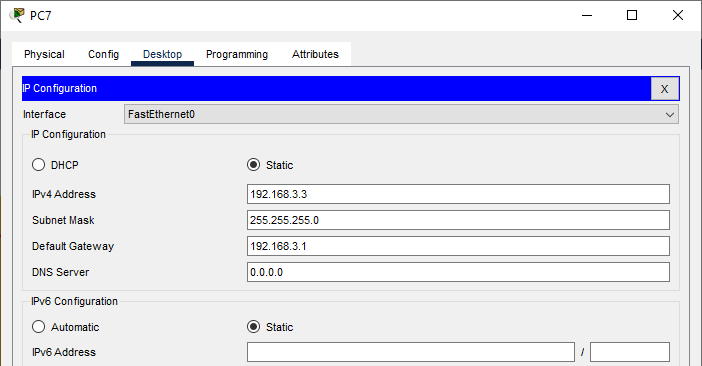 PC7
Physical Config Desktop Programming Attributes
IP Configuration X
Interface FastEthernet0
IP Configuration
DHCP Static
IPv4 Address 192.168.3.3
Subnet Mask 255.255.255.0
Default Gateway 192.168.3.1
DNS Server 0.0.0.0
IPv6 Configuration
Automatic Static
IPv6 Address /